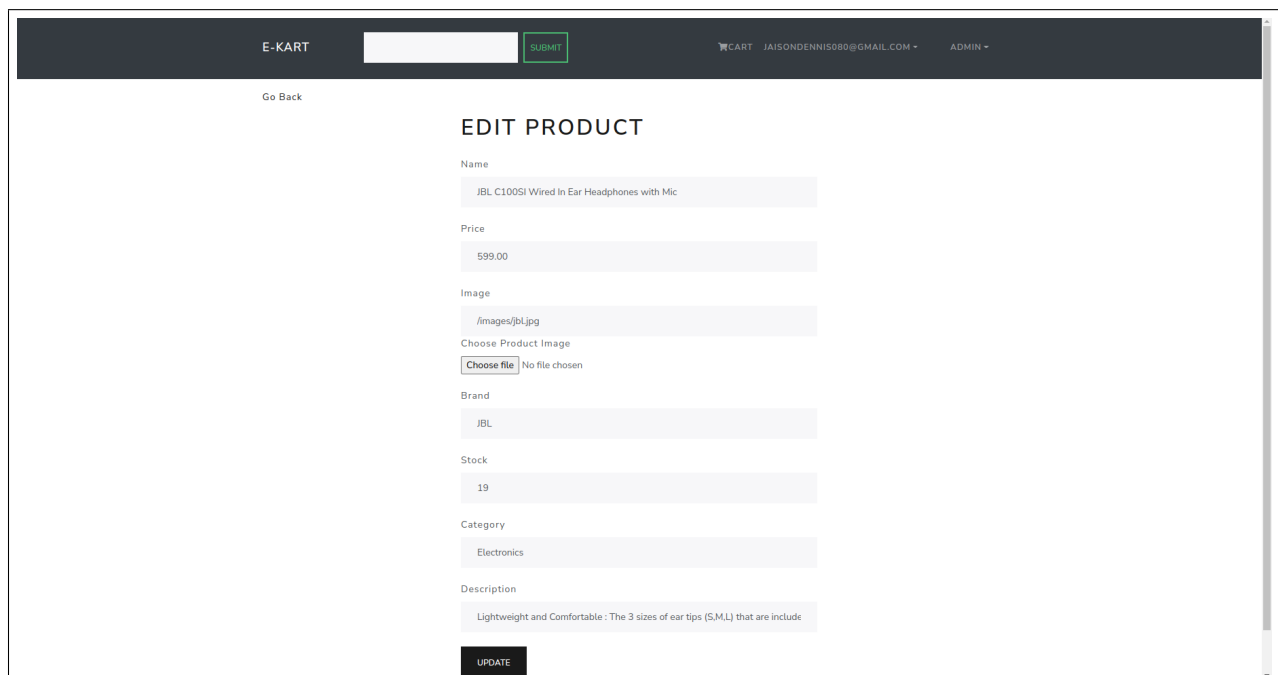 E-KART SUBMIT CART JAISONDENNIS080@GMAIL.COM ADMIN
Go Back
EDIT PRODUCT
Name
JBL C100SI Wired In Ear Headphones with Mic
Price
599.00
Image
/images/jbl.jpg
Choose Product Image
Choose file No file chosen
Brand
JBL
Stock
19
Category
Electronics
Description
Lightweight and Comfortable : The 3 sizes of ear tips (S,M,L) that are include
UPDATE